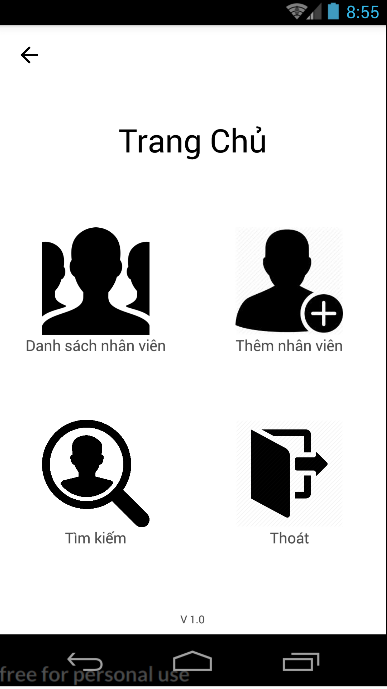 8:55
Trang Chủ
Danh sách nhân viên
Thêm nhân viên
Tìm kiếm
Thoát
V 1.0
free for personal use